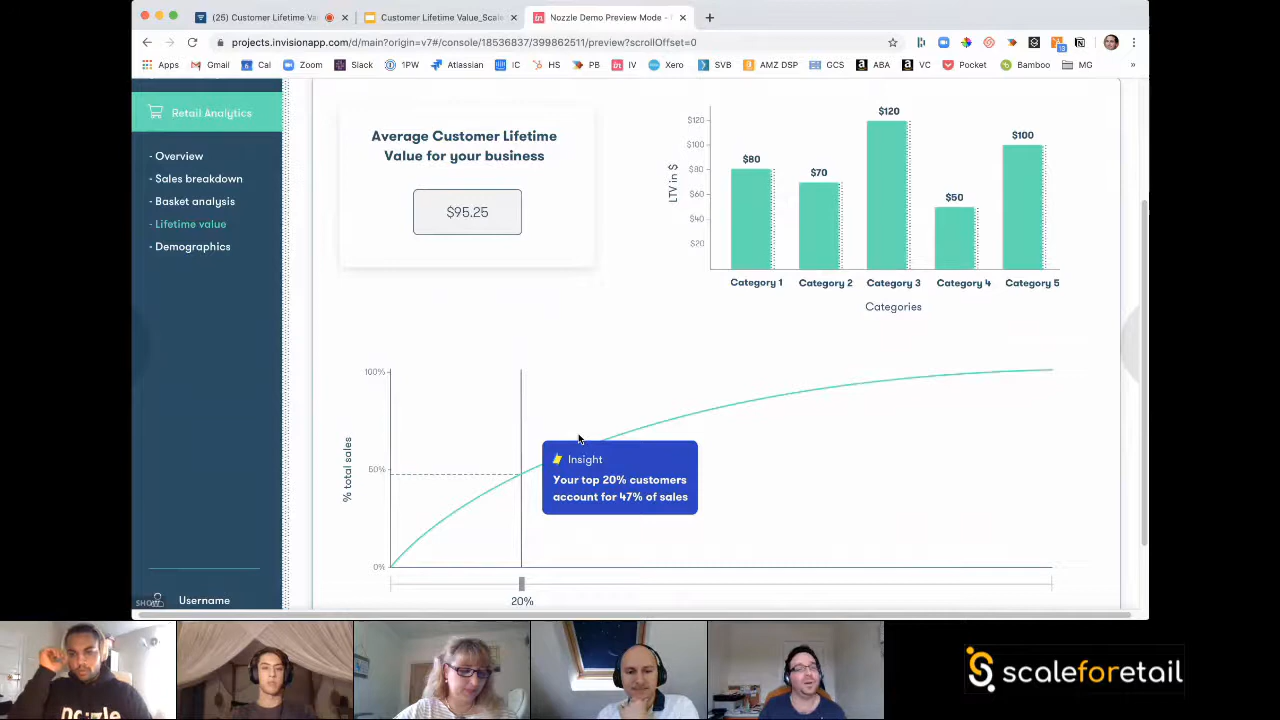 (25) Customer Lifetime Va
Customer Lifetime Value_Scale
Nozzle Demo Preview Mode -
projects.invisionapp.com/d/main?origin=v7#/console/18536837/399862511/preview?scrollOffset=0
Apps Gmail Cal Zoom Slack 1PW Atlassian IC HS PB IV Xero SVB AMZ DSP GCS ABA VC Pocket Bamboo MG »
Retail Analytics
- Overview
- Sales breakdown
- Basket analysis
- Lifetime value
- Demographics
Username
SHOW
Average Customer Lifetime
Value for your business
$95.25
LTV in $
$120
$100
$80
$60
$40
$20
$80
$70
$120
$50
$100
Category 1 Category 2 Category 3 Category 4 Category 5
Categories
% total sales
100%
50%
0%
Insight
Your top 20% customers
account for 47% of sales
20%
scaleforetail